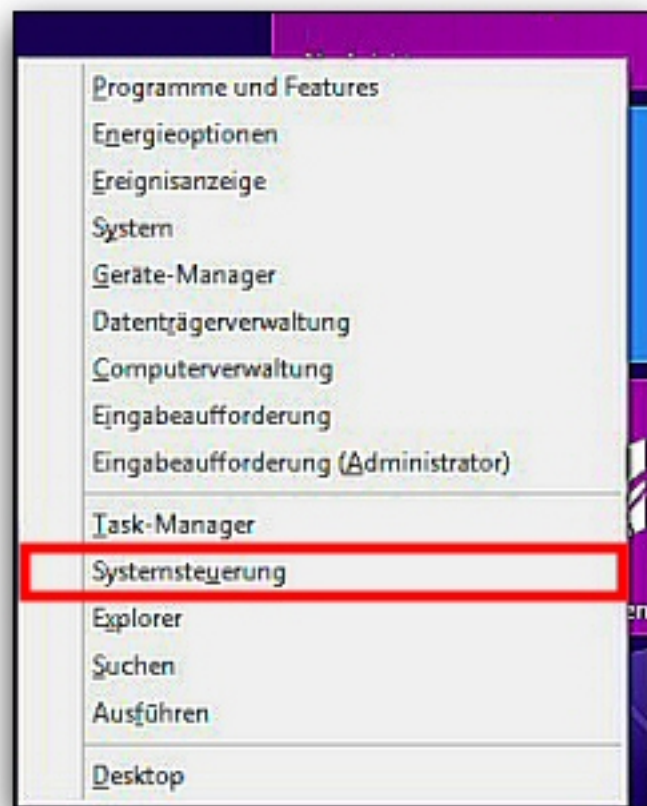 Programme und Features
Energieoptionen
Ereignisanzeige
System
Geräte-Manager
Datenträgerverwaltung
Computerverwaltung
Eingabeaufforderung
Eingabeaufforderung (Administrator)
Task-Manager
Systemsteuerung
Explorer
Suchen
Ausführen
Desktop